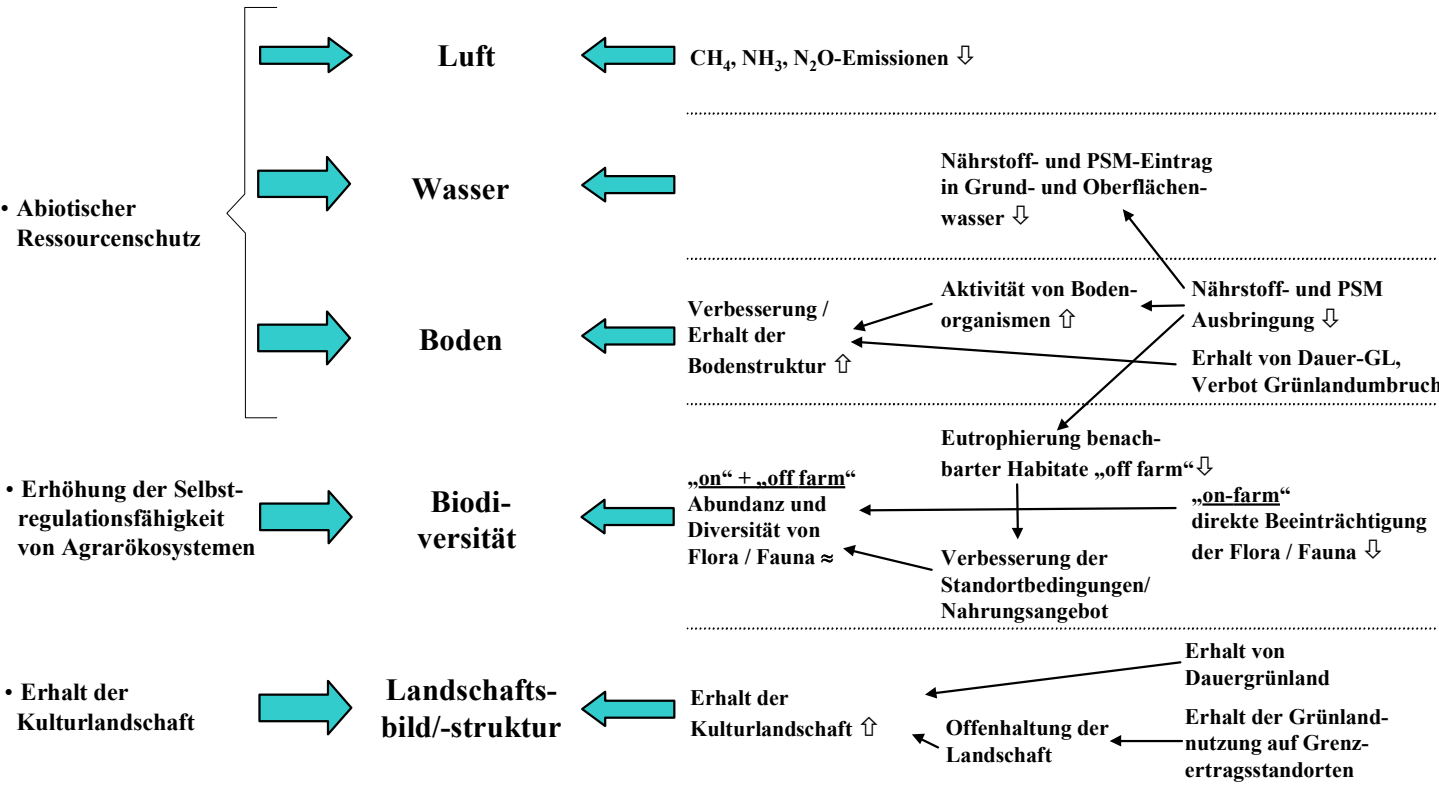 • Abiotischer
Ressourcenschutz
• Erhöhung der Selbst-
regulationsfähigkeit
von Agrarökosystemen
• Erhalt der
Kulturlandschaft
Luft
Wasser
Boden
Biodi-
versität
Landschafts-
bild/-struktur
CH₄, NH₃, N₂O-Emissionen ⇩
Nährstoff- und PSM-Eintrag
in Grund- und Oberflächen-
wasser ⇩
Verbesserung /
Erhalt der
Bodenstruktur ⇧
Aktivität von Boden-
organismen ⇧
Nährstoff- und PSM
Ausbringung ⇩
Erhalt von Dauer-GL,
Verbot Grünlandumbruch
Eutrophierung benach-
barter Habitate „off farm“ ⇩
„on“ + „off farm“
Abundanz und
Diversität von
Flora / Fauna ≈
„on-farm“
direkte Beeinträchtigung
der Flora / Fauna ⇩
Verbesserung der
Standortbedingungen/
Nahrungsangebot
Erhalt der
Kulturlandschaft ⇧
Erhalt von
Dauergrünland
Offenhaltung der
Landschaft
Erhalt der Grünland-
nutzung auf Grenz-
ertragsstandorten